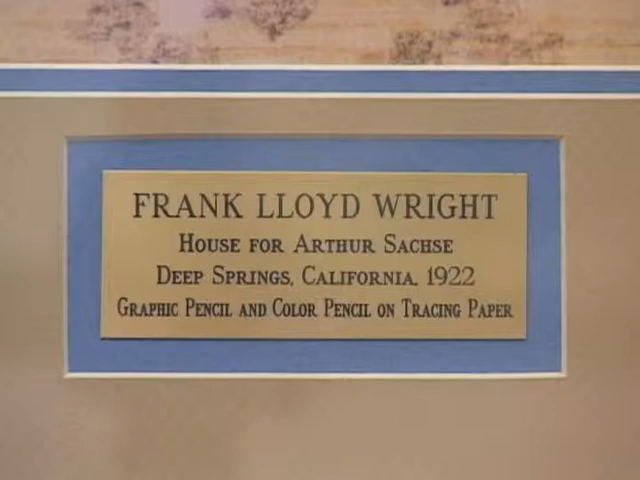 FRANK LLOYD WRIGHT
HOUSE FOR ARTHUR SACHSE
DEEP SPRINGS, CALIFORNIA. 1922
GRAPHIC PENCIL AND COLOR PENCIL ON TRACING PAPER